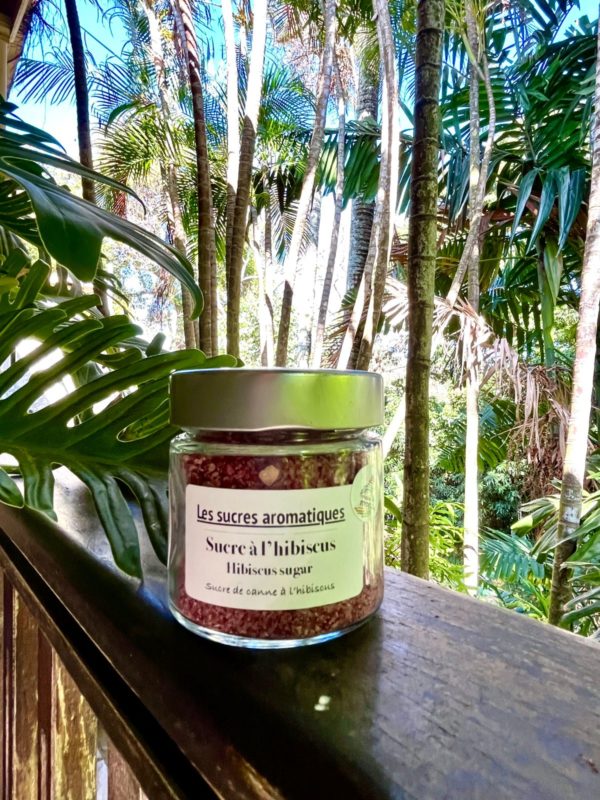 Les sucres aromatiques
Sucre à l'hibiscus
Hibiscus sugar
Sucre de canne à l'hibiscus